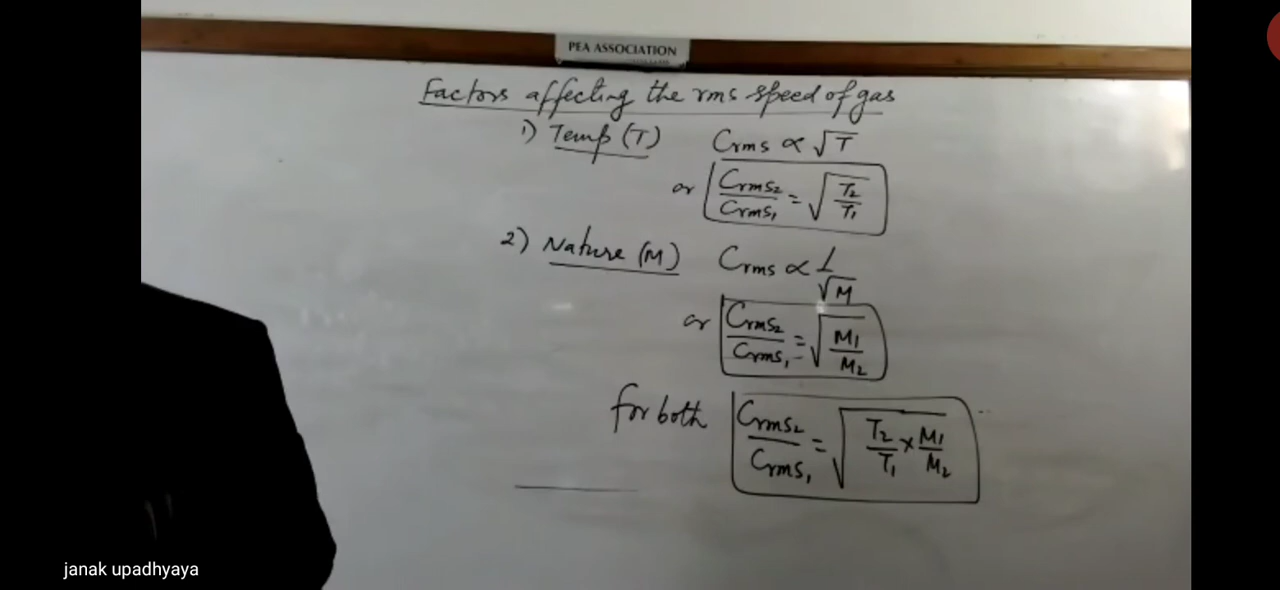 PEA ASSOCIATION
Factors affecting the rms speed of gas
1) Temp (T) Crms ∝ √T
or Crms₂/Crms₁ = √(T₂/T₁)
2) Nature (M) Crms ∝ 1/√M
or Crms₂/Crms₁ = √(M₁/M₂)
for both Crms₂/Crms₁ = √(T₂/T₁ × M₁/M₂)
janak upadhyaya